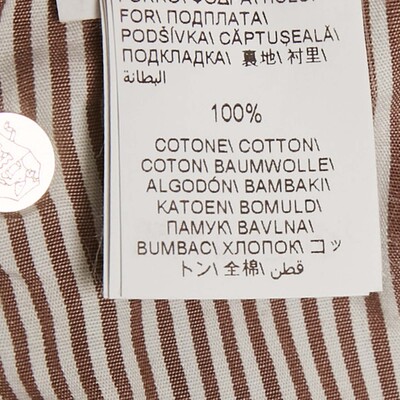 FOR\ ПОДПЛАТА\
PODŠÍVKA\ CĂPTUŞEALĂ\
ПОДКЛАДКА\ 裏地\ 衬里\
البطانة
100%
COTONE\ COTTON\
COTON\ BAUMWOLLE\
ALGODÓN\ BAMBAKI\
KATOEN\ BOMULD\
ПАМУК\ BAVLNA\
BUMBAC\ ХЛОПОК\ コッ
トン\ 全棉\ قطن